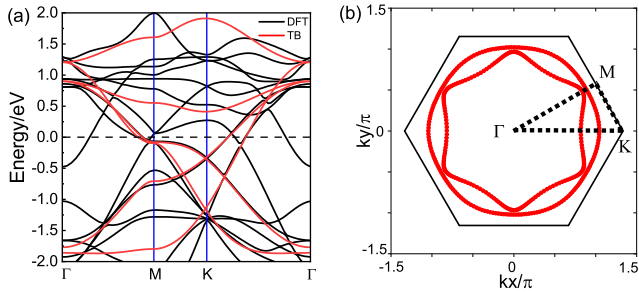 (a)
Energy/eV
2.0
1.5
1.0
0.5
0.0
-0.5
-1.0
-1.5
-2.0
DFT
TB
Γ M K Γ
(b)
ky/π
1.5
0
-1.5
Γ
M
K
-1.5 0 1.5
kx/π